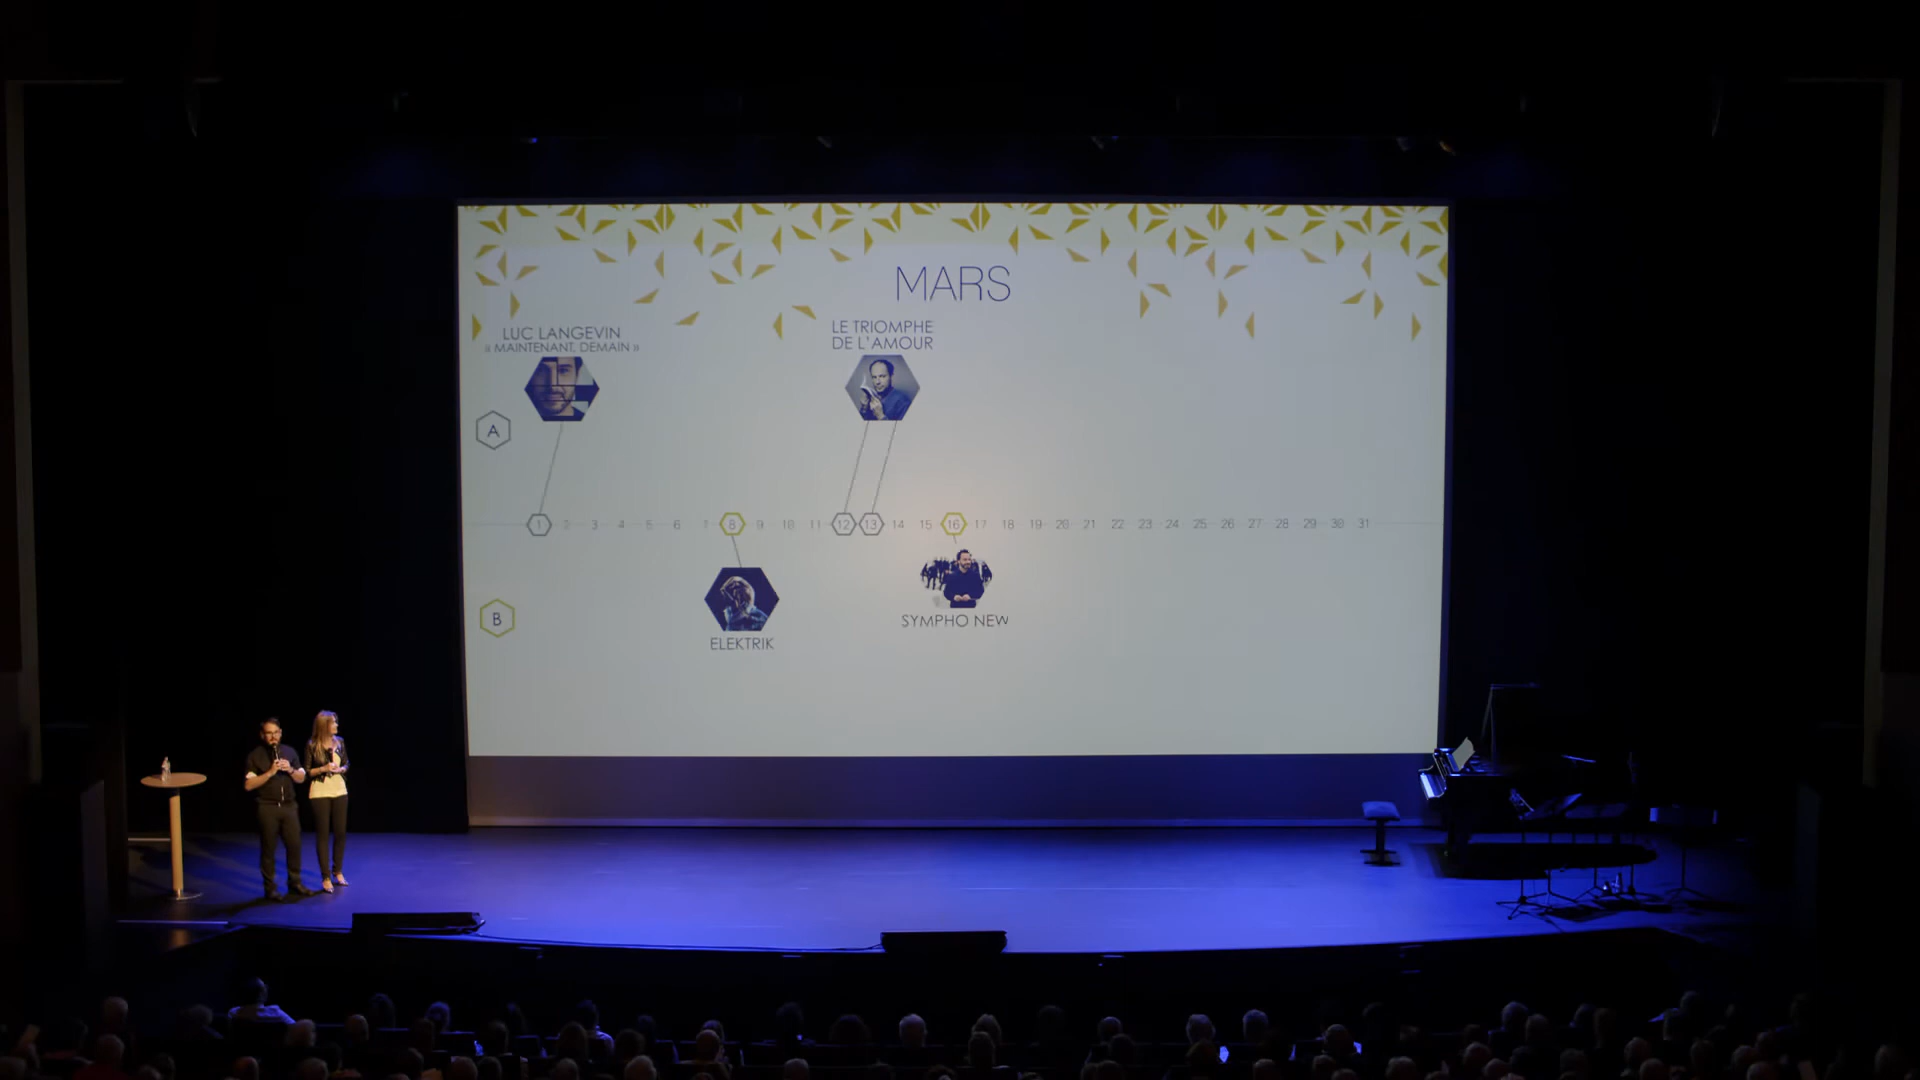 MARS
LUC LANGEVIN
« MAINTENANT, DEMAIN »
LE TRIOMPHE
DE L'AMOUR
A
1 2 3 4 5 6 7 8 9 10 11 12 13 14 15 16 17 18 19 20 21 22 23 24 25 26 27 28 29 30 31
B
ELEKTRIK
SYMPHO NEW